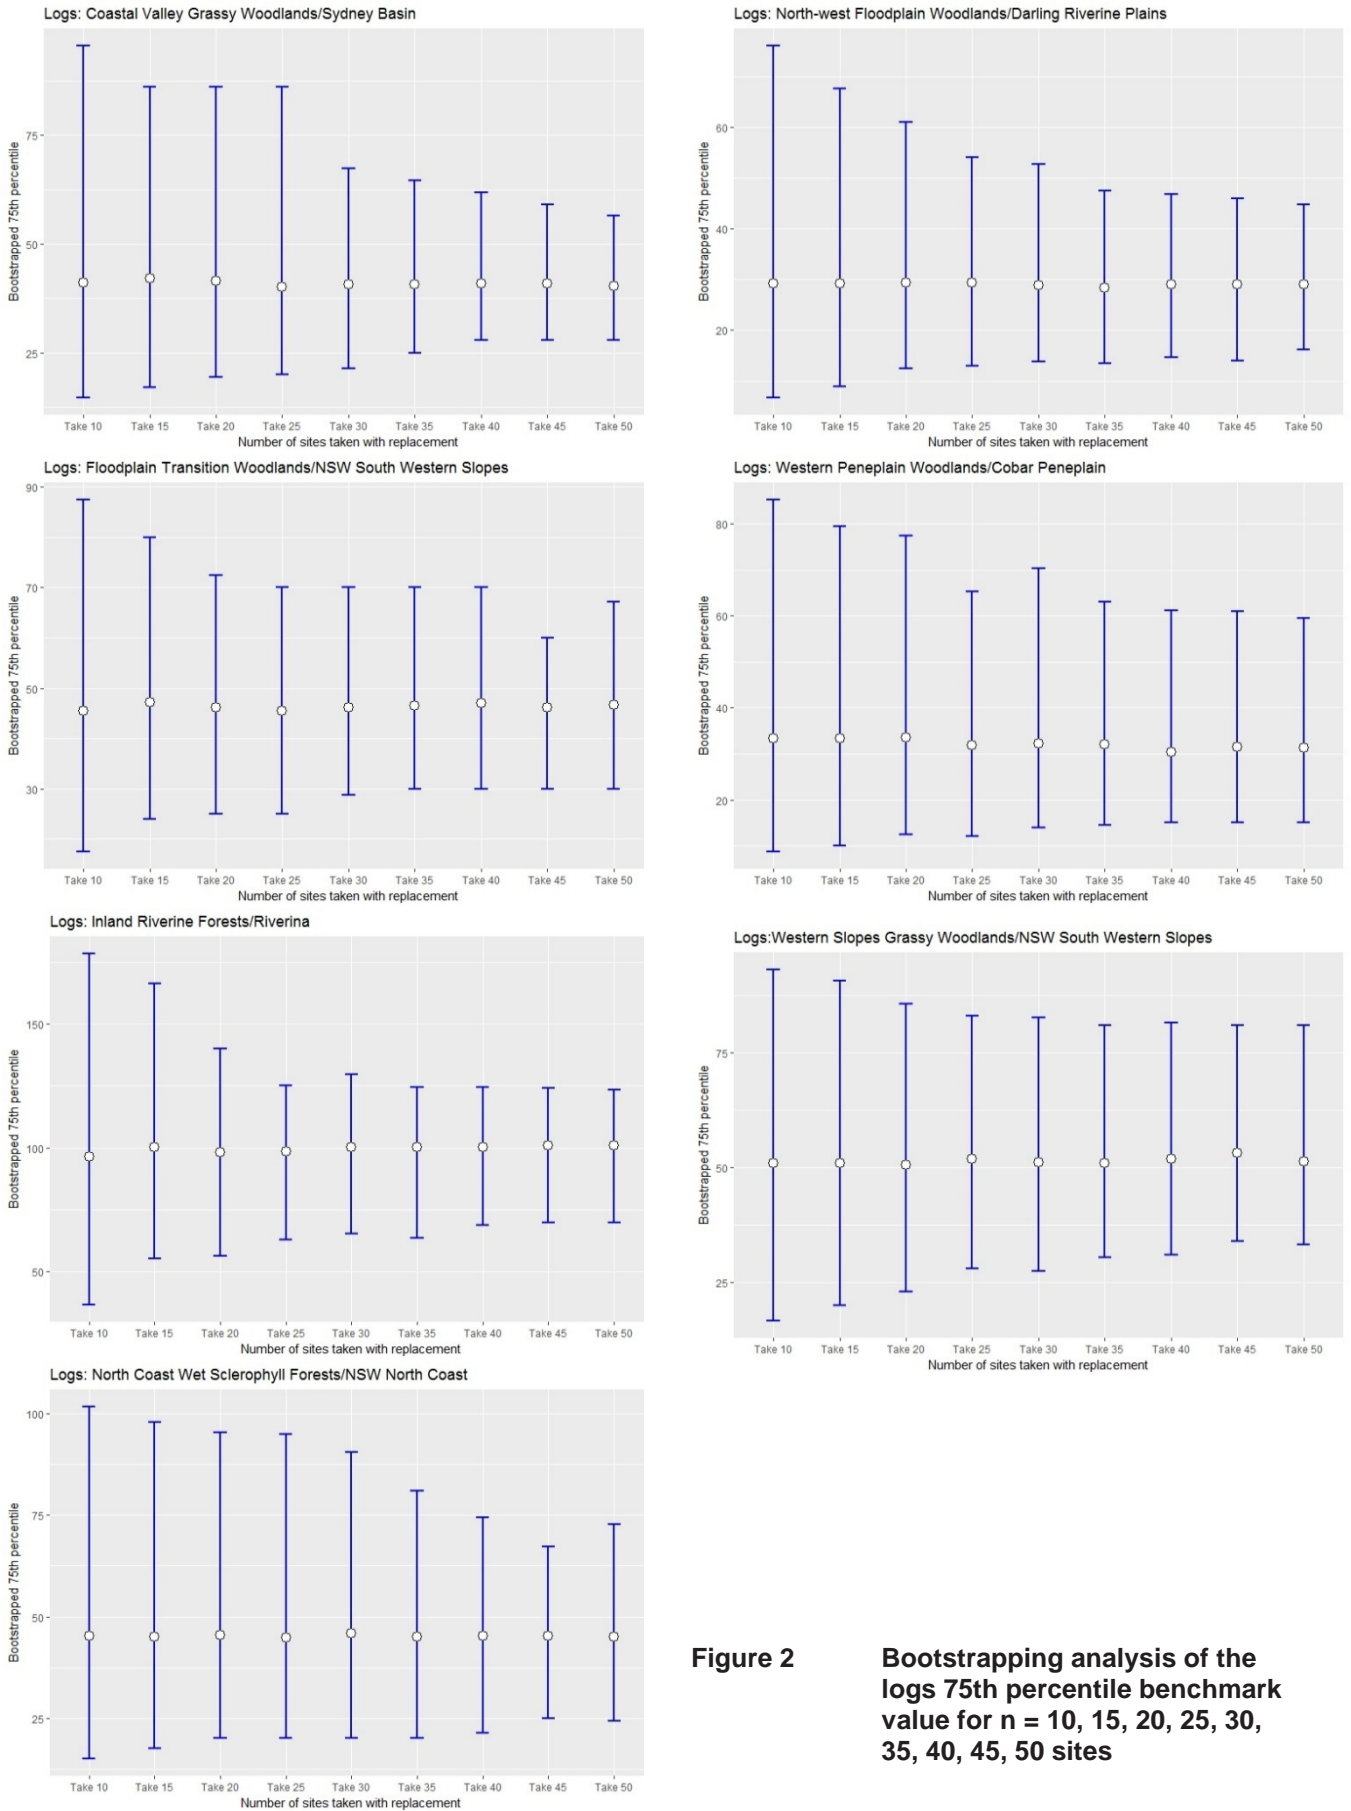 Logs: Coastal Valley Grassy Woodlands/Sydney Basin
Bootstrapped 75th percentile
75
50
25
Take 10 Take 15 Take 20 Take 25 Take 30 Take 35 Take 40 Take 45 Take 50
Number of sites taken with replacement
Logs: North-west Floodplain Woodlands/Darling Riverine Plains
Bootstrapped 75th percentile
60
40
20
Take 10 Take 15 Take 20 Take 25 Take 30 Take 35 Take 40 Take 45 Take 50
Number of sites taken with replacement
Logs: Floodplain Transition Woodlands/NSW South Western Slopes
Bootstrapped 75th percentile
90
70
50
30
Take 10 Take 15 Take 20 Take 25 Take 30 Take 35 Take 40 Take 45 Take 50
Number of sites taken with replacement
Logs: Western Peneplain Woodlands/Cobar Peneplain
Bootstrapped 75th percentile
80
60
40
20
Take 10 Take 15 Take 20 Take 25 Take 30 Take 35 Take 40 Take 45 Take 50
Number of sites taken with replacement
Logs: Inland Riverine Forests/Riverina
Bootstrapped 75th percentile
150
100
50
Take 10 Take 15 Take 20 Take 25 Take 30 Take 35 Take 40 Take 45 Take 50
Number of sites taken with replacement
Logs:Western Slopes Grassy Woodlands/NSW South Western Slopes
Bootstrapped 75th percentile
75
50
25
Take 10 Take 15 Take 20 Take 25 Take 30 Take 35 Take 40 Take 45 Take 50
Number of sites taken with replacement
Logs: North Coast Wet Sclerophyll Forests/NSW North Coast
Bootstrapped 75th percentile
100
75
50
25
Take 10 Take 15 Take 20 Take 25 Take 30 Take 35 Take 40 Take 45 Take 50
Number of sites taken with replacement
Figure 2 Bootstrapping analysis of the
logs 75th percentile benchmark
value for n = 10, 15, 20, 25, 30,
35, 40, 45, 50 sites